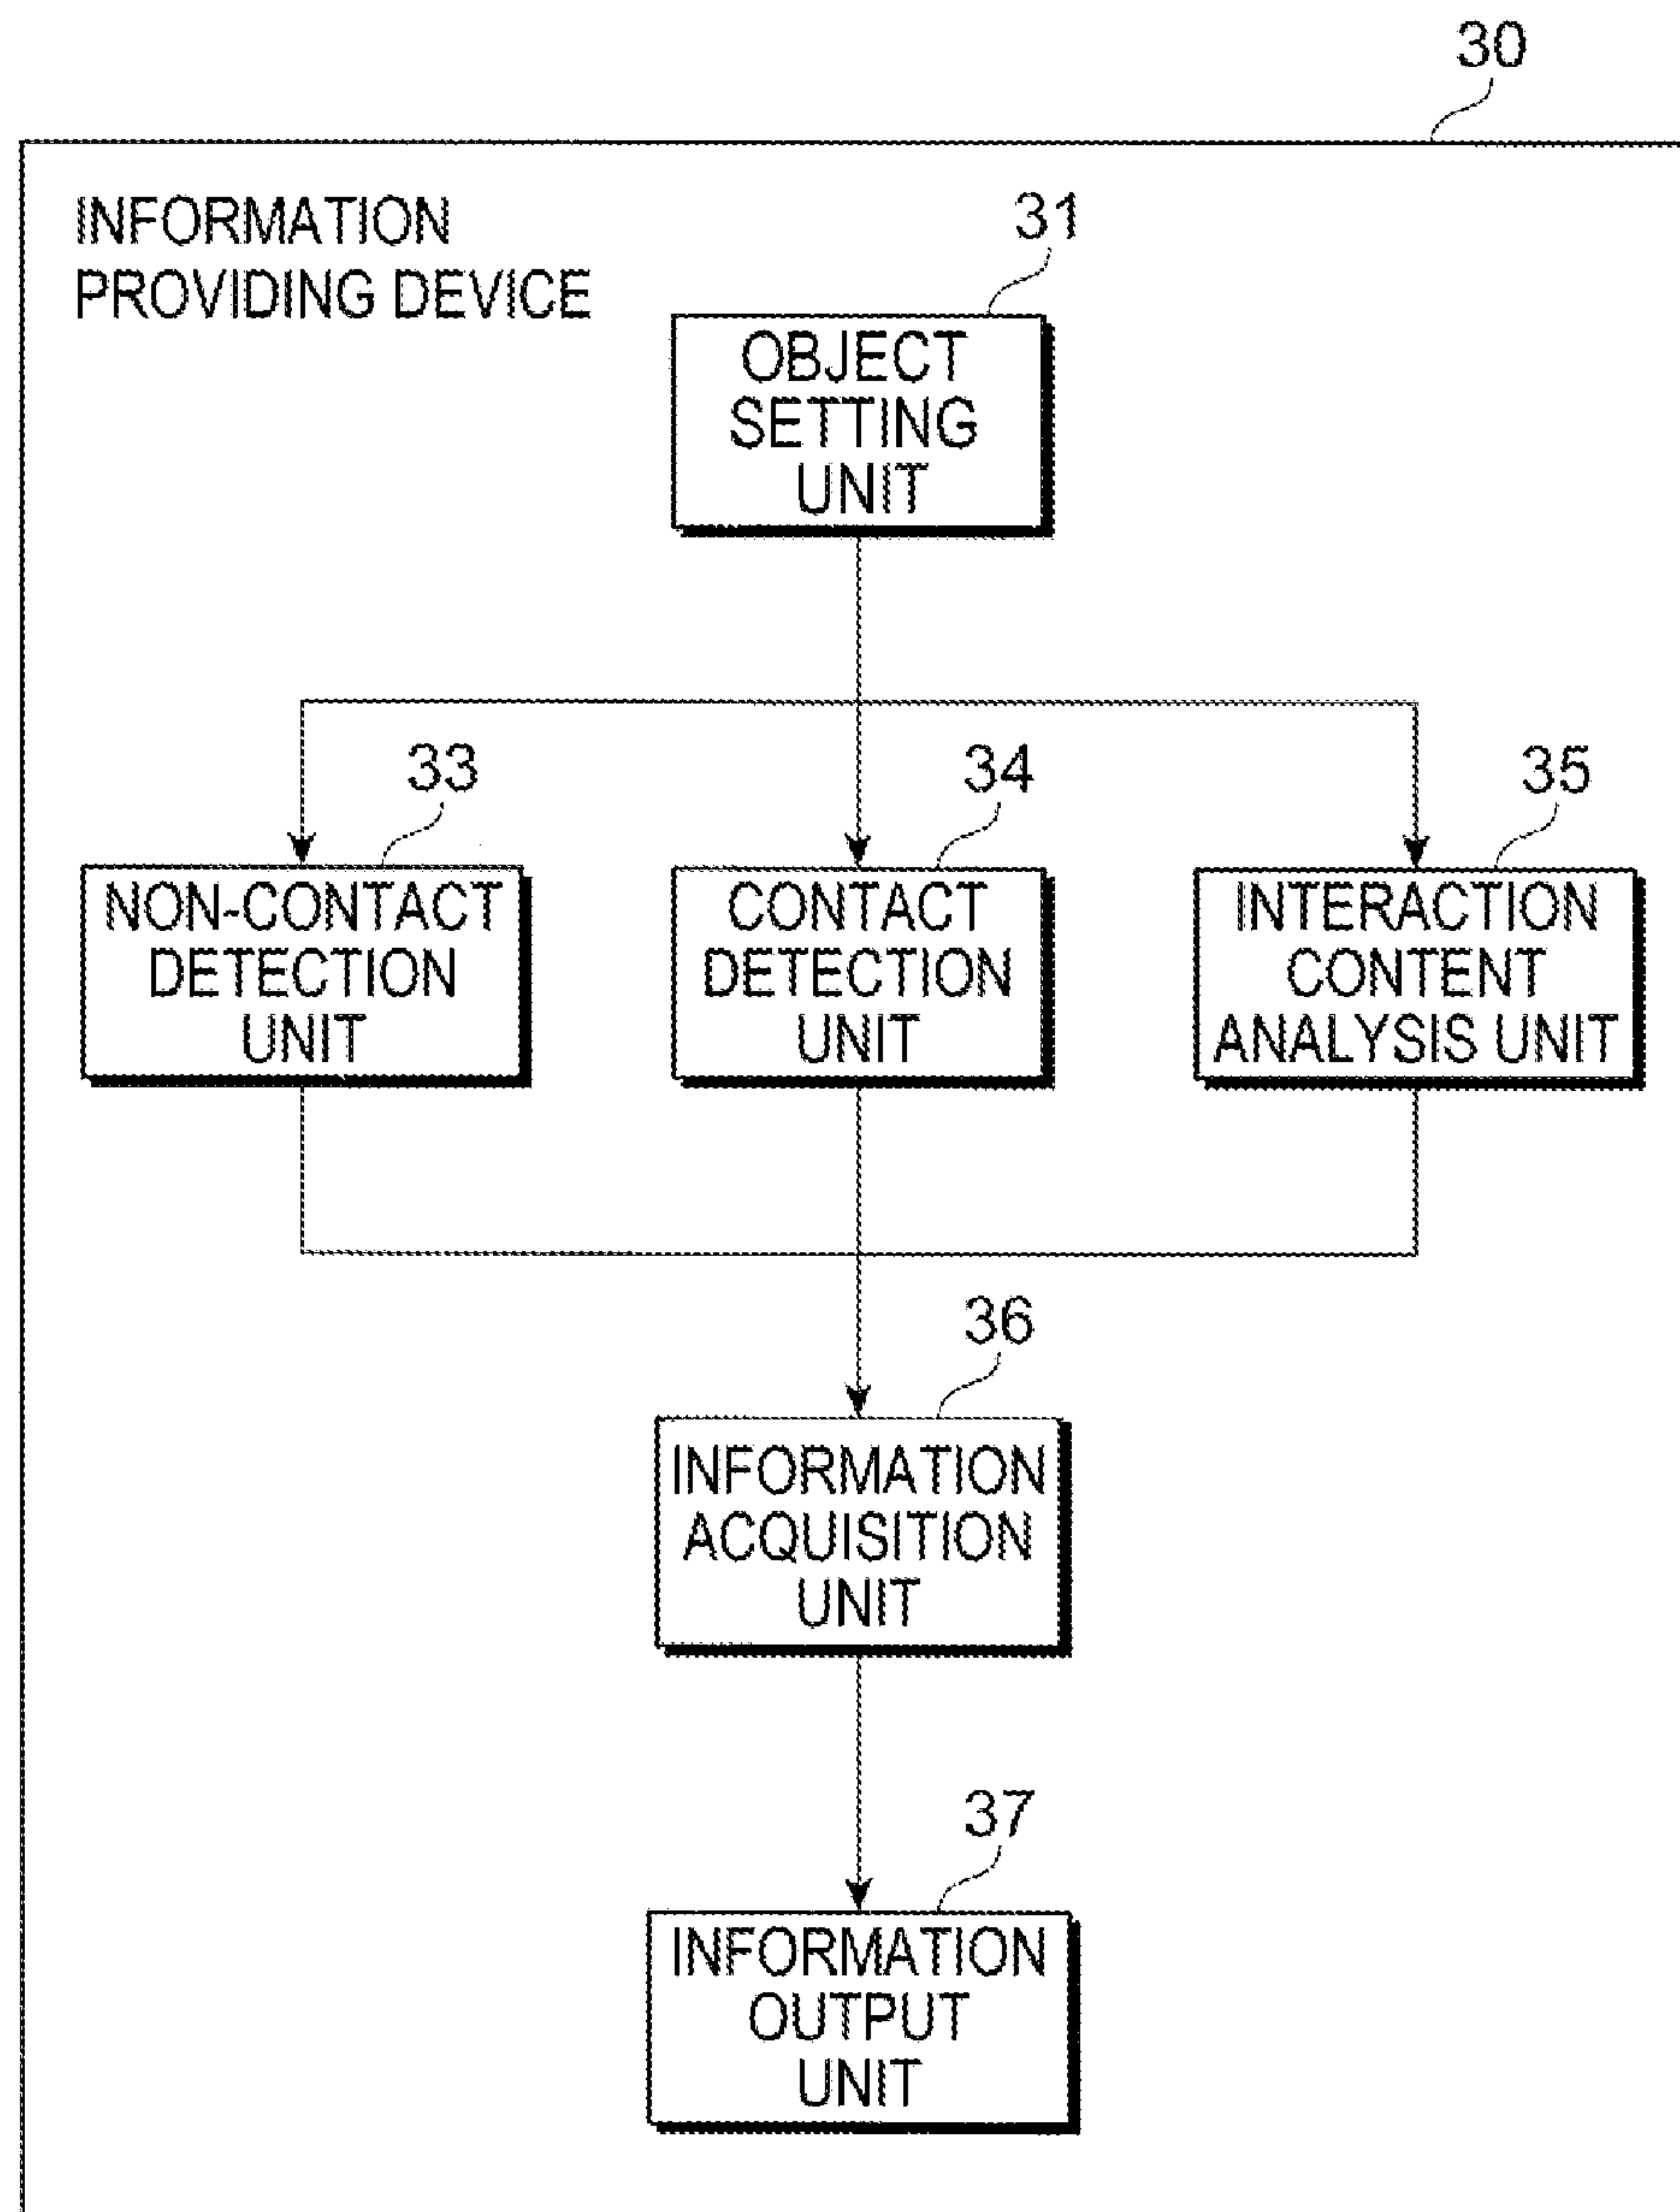 30
INFORMATION
PROVIDING DEVICE
31
OBJECT
SETTING
UNIT
33
NON-CONTACT
DETECTION
UNIT
34
CONTACT
DETECTION
UNIT
35
INTERACTION
CONTENT
ANALYSIS UNIT
36
INFORMATION
ACQUISITION
UNIT
37
INFORMATION
OUTPUT
UNIT